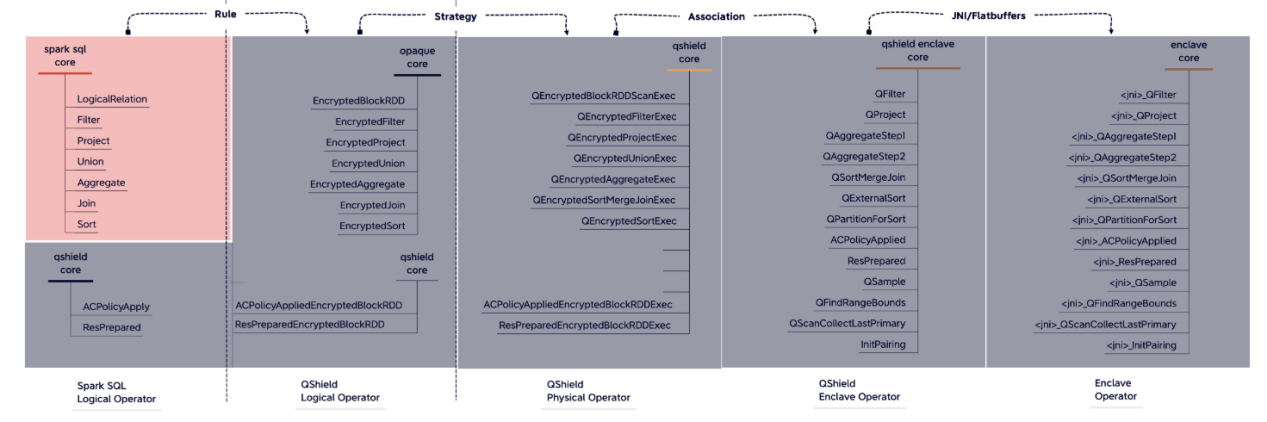 Rule
Strategy
Association
JNI/Flatbuffers
spark sql
core
LogicalRelation
Filter
Project
Union
Aggregate
Join
Sort
qshield
core
ACPolicyApply
ResPrepared
Spark SQL
Logical Operator
opaque
core
EncryptedBlockRDD
EncryptedFilter
EncryptedProject
EncryptedUnion
EncryptedAggregate
EncryptedJoin
EncryptedSort
qshield
core
ACPolicyAppliedEncryptedBlockRDD
ResPreparedEncryptedBlockRDD
QShield
Logical Operator
qshield
core
QEncryptedBlockRDDScanExec
QEncryptedFilterExec
QEncryptedProjectExec
QEncryptedUnionExec
QEncryptedAggregateExec
QEncryptedSortMergeJoinExec
QEncryptedSortExec
ACPolicyAppliedEncryptedBlockRDDExec
ResPreparedEncryptedBlockRDDExec
QShield
Physical Operator
qshield enclave
core
QFilter
QProject
QAggregateStep1
QAggregateStep2
QSortMergeJoin
QExternalSort
QPartitionForSort
ACPolicyApplied
ResPrepared
QSample
QFindRangeBounds
QScanCollectLastPrimary
InitPairing
QShield
Enclave Operator
enclave
core
<jni>_QFilter
<jni>_QProject
<jni>_QAggregateStep1
<jni>_QAggregateStep2
<jni>_QSortMergeJoin
<jni>_QExternalSort
<jni>_QPartitionForSort
<jni>_ACPolicyApplied
<jni>_ResPrepared
<jni>_QSample
<jni>_QFindRangeBounds
<jni>_QScanCollectLastPrimary
<jni>_InitPairing
Enclave
Operator